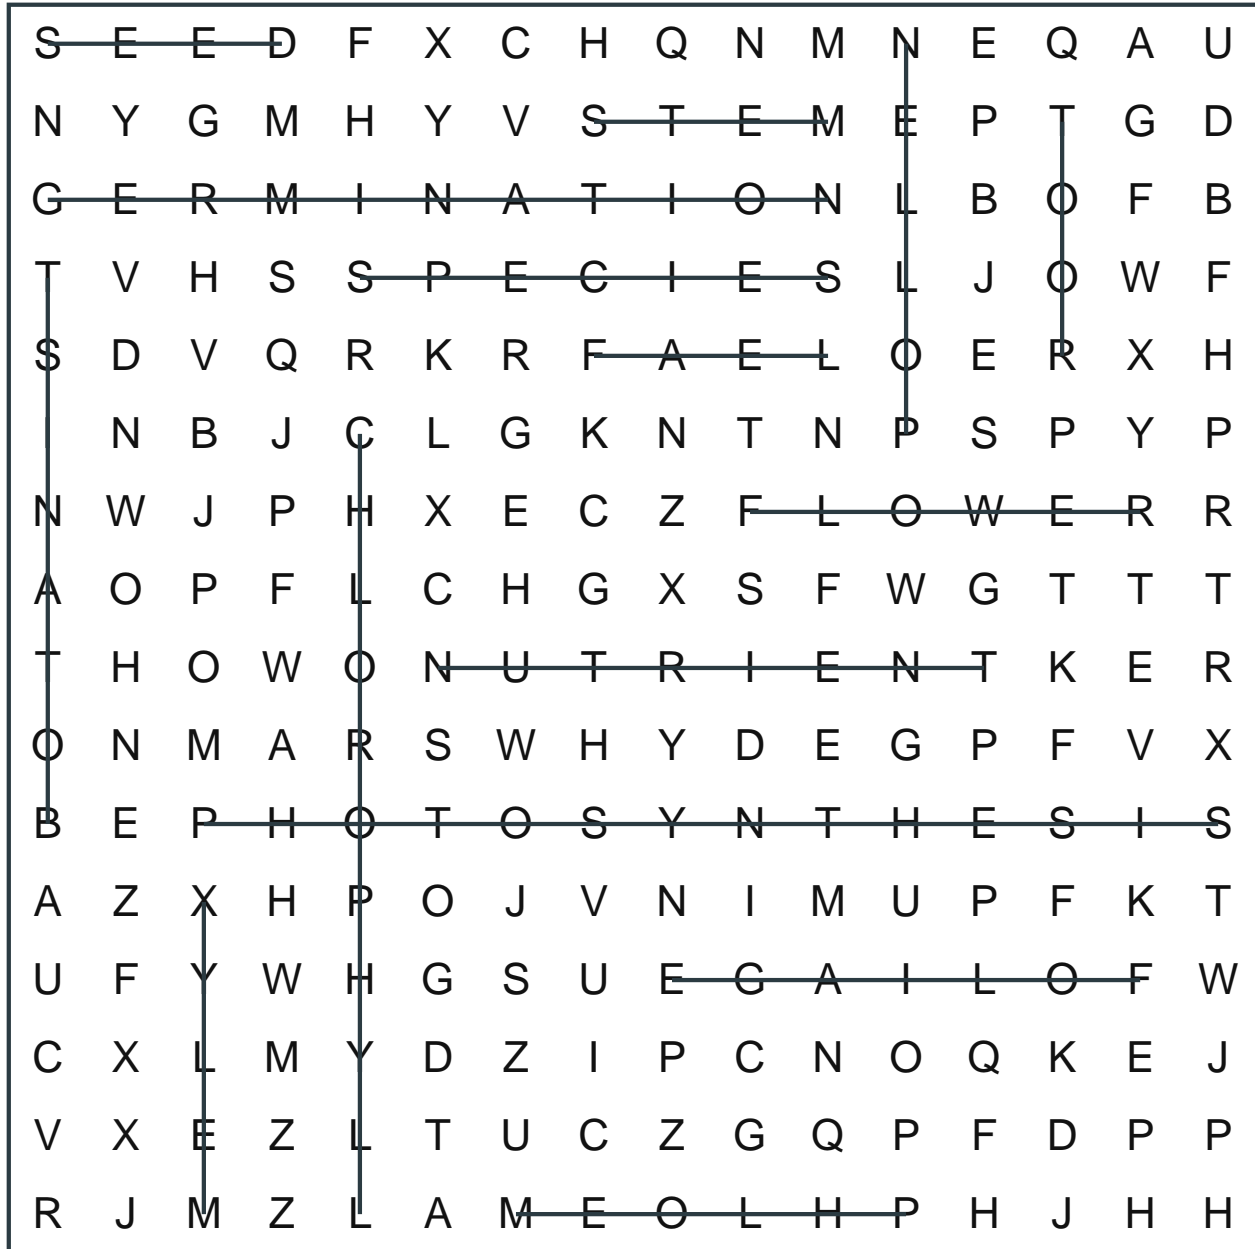 S E E D F X C H Q N M N E Q A U
N Y G M H Y V S T E M E P T G D
G E R M I N A T I O N L B O F B
T V H S S P E C I E S L J O W F
S D V Q R K R F A E L O E R X H
I N B J C L G K N T N P S P Y P
N W J P H X E C Z F L O W E R R
A O P F L C H G X S F W G T T T
T H O W O N U T R I E N T K E R
O N M A R S W H Y D E G P F V X
B E P H O T O S Y N T H E S I S
A Z X H P O J V N I M U P F K T
U F Y W H G S U E G A I L O F W
C X L M Y D Z I P C N O Q K E J
V X E Z L T U C Z G Q P F D P P
R J M Z L A M E O L H P H J H H